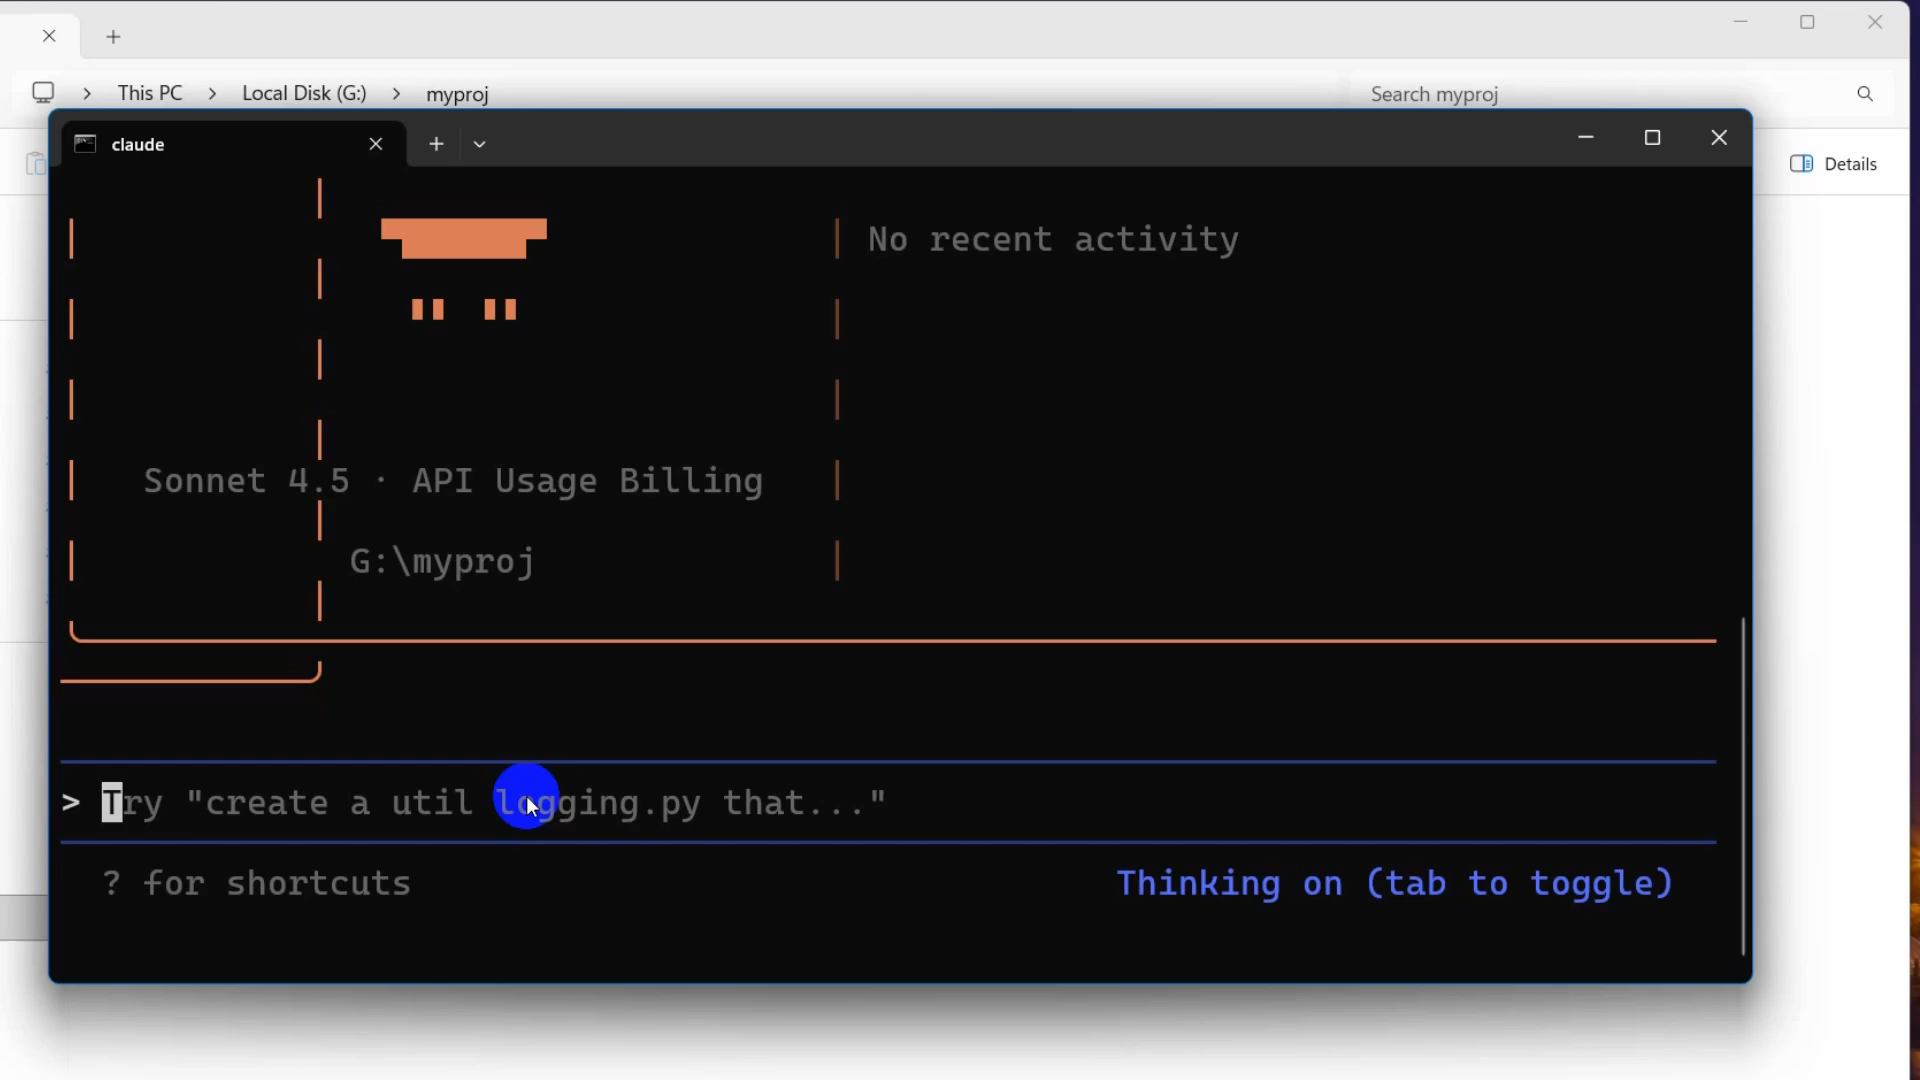 This PC > Local Disk (G:) > myproj
Search myproj
claude
Details
No recent activity
Sonnet 4.5 · API Usage Billing
G:\myproj
> Try "create a util logging.py that..."
? for shortcuts
Thinking on (tab to toggle)